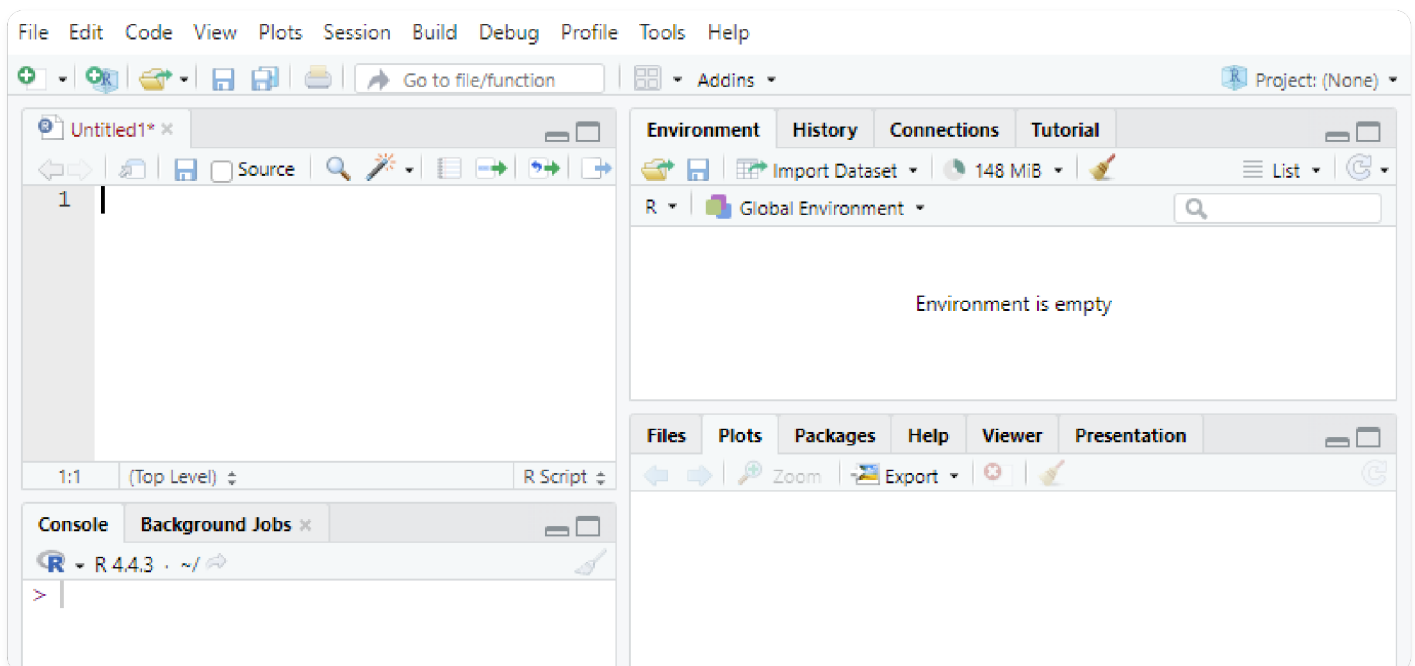 File Edit Code View Plots Session Build Debug Profile Tools Help
Go to file/function Addins Project: (None)
Untitled1*
Source
1
1:1 (Top Level) R Script
Console Background Jobs
R 4.4.3 · ~/
>
Environment History Connections Tutorial
Import Dataset 148 MiB List
R Global Environment
Environment is empty
Files Plots Packages Help Viewer Presentation
Zoom Export